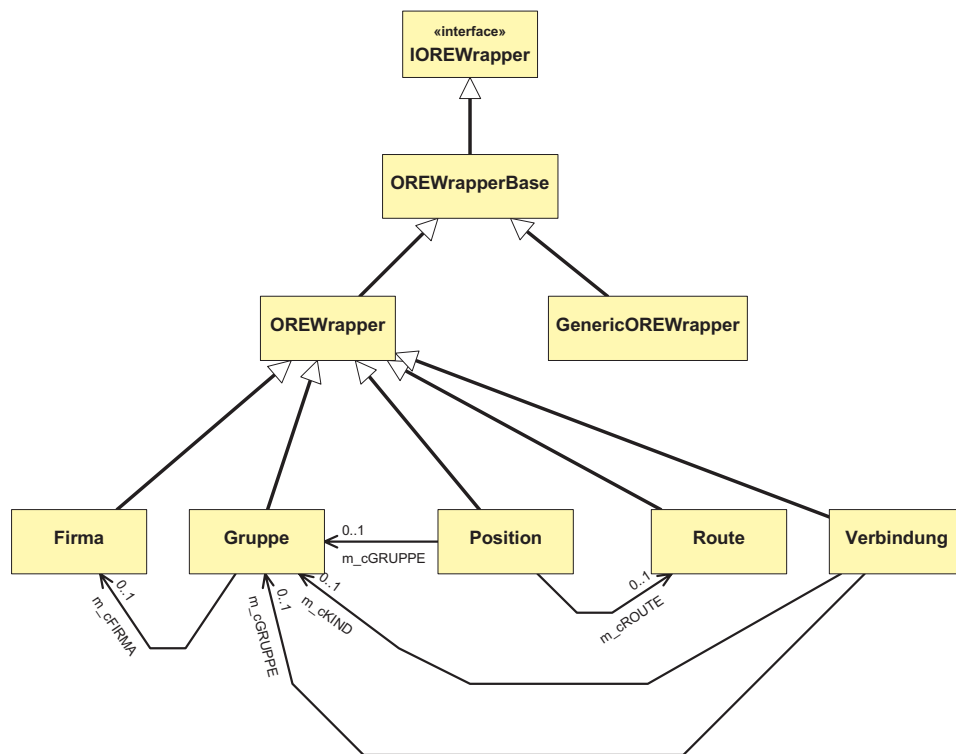 «interface»
IOREWrapper
OREWrapperBase
OREWrapper
GenericOREWrapper
Firma
Gruppe
Position
Route
Verbindung
0..1
m_cGRUPPE
0..1
m_cFIRMA
0..1
m_cGRUPPE
0..1
m_cKIND
0..1
m_cROUTE